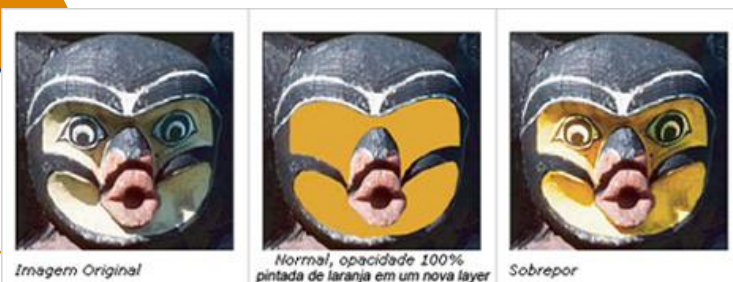 Imagem Original
Normal, opacidade 100%
pintada de laranja em um nova layer
Sobrepor